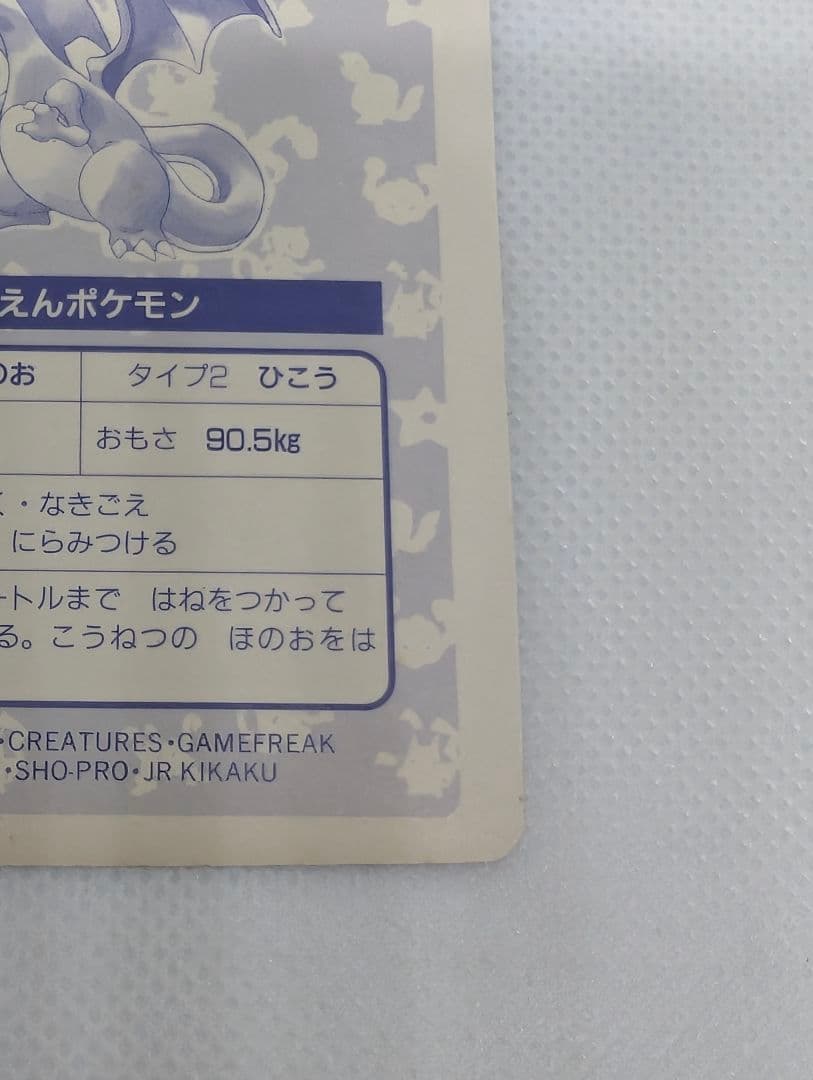 えんポケモン
のお タイプ2 ひこう
おもさ 90.5kg
く・なきごえ
にらみつける
ートルまで はねをつかって
る。こうねつの ほのおをは
・CREATURES・GAMEFREAK
・SHO-PRO・JR KIKAKU